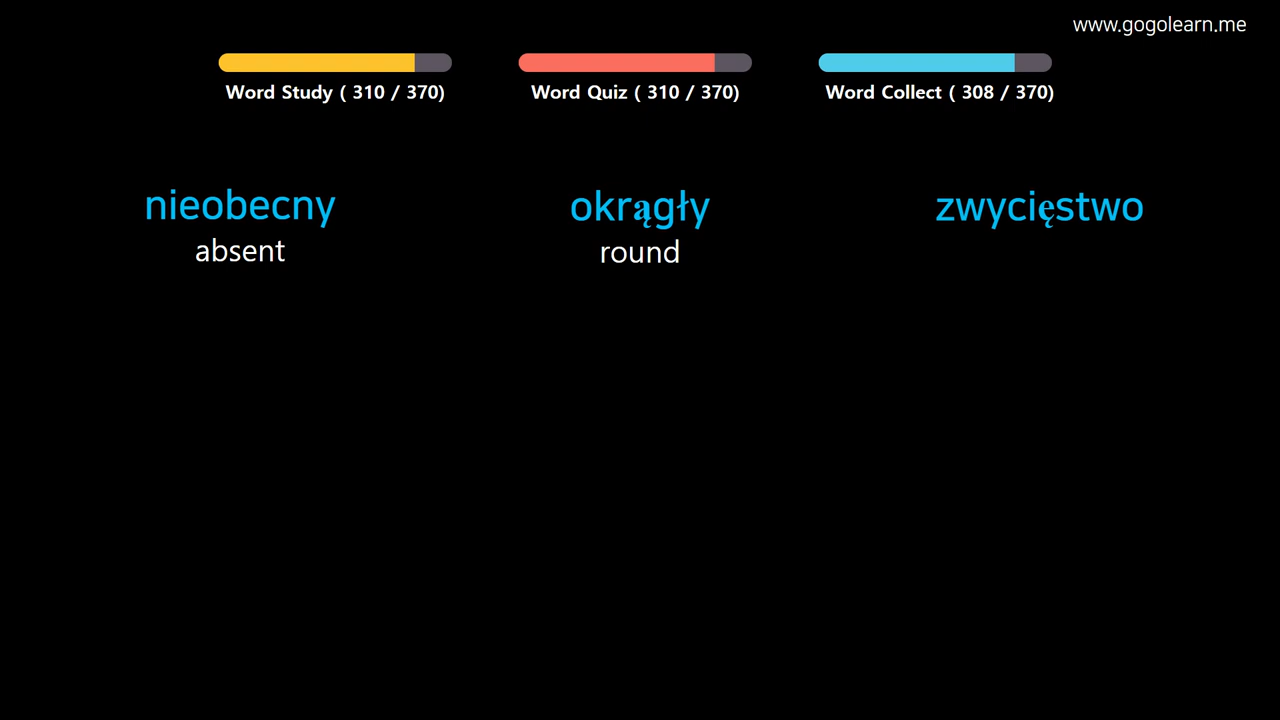 www.gogolearn.me
Word Study ( 310 / 370)
Word Quiz ( 310 / 370)
Word Collect ( 308 / 370)
nieobecny
absent
okrągły
round
zwycięstwo